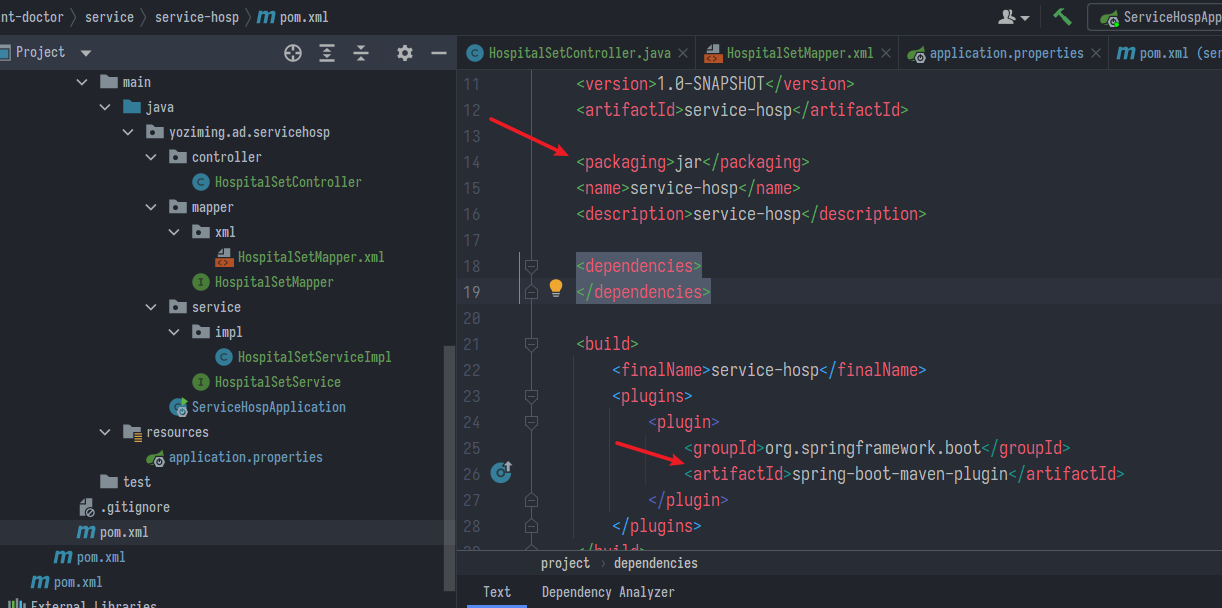 nt-doctor service service-hosp pom.xml
ServiceHospApp
Project
HospitalSetController.java
HospitalSetMapper.xml
application.properties
pom.xml (ser
main
java
yoziming.ad.servicehosp
controller
HospitalSetController
mapper
xml
HospitalSetMapper.xml
HospitalSetMapper
service
impl
HospitalSetServiceImpl
HospitalSetService
ServiceHospApplication
resources
application.properties
test
.gitignore
pom.xml
pom.xml
pom.xml
External Libraries
11 <version>1.0-SNAPSHOT</version>
12 <artifactId>service-hosp</artifactId>
13
14 <packaging>jar</packaging>
15 <name>service-hosp</name>
16 <description>service-hosp</description>
17
18 <dependencies>
19 </dependencies>
20
21 <build>
22 <finalName>service-hosp</finalName>
23 <plugins>
24 <plugin>
25 <groupId>org.springframework.boot</groupId>
26 <artifactId>spring-boot-maven-plugin</artifactId>
27 </plugin>
28 </plugins>
29 </build>
project › dependencies
Text Dependency Analyzer